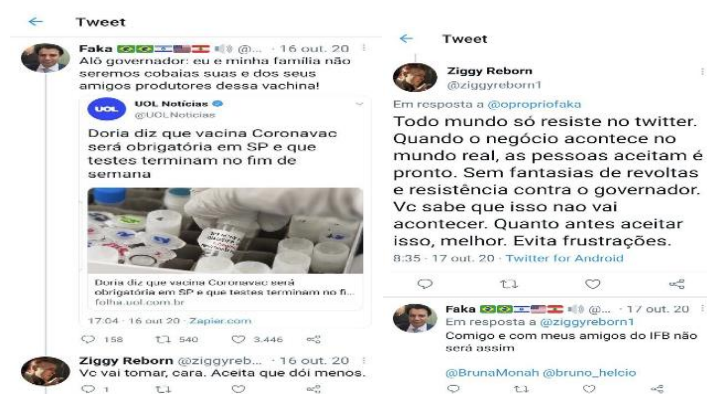 Tweet
Faka @... · 16 out. 20
Alô governador: eu e minha família não
seremos cobaias suas e dos seus
amigos produtores dessa vachina!
UOL
UOL Notícias
@UOLNoticias
Doria diz que vacina Coronavac
será obrigatória em SP e que
testes terminam no fim de
semana
Doria diz que vacina Coronavac será
obrigatória em SP e que testes terminam no fi...
folha.uol.com.br
17:04 · 16 out 20 · Zapier.com
158 540 3.446
Ziggy Reborn @ziggyreb... · 16 out. 20
Vc vai tomar, cara. Aceita que dói menos.
1
Tweet
Ziggy Reborn
@ziggyreborn1
Em resposta a @opropriofaka
Todo mundo só resiste no twitter.
Quando o negócio acontece no
mundo real, as pessoas aceitam é
pronto. Sem fantasias de revoltas
e resistência contra o governador.
Vc sabe que isso nao vai
acontecer. Quanto antes aceitar
isso, melhor. Evita frustrações.
8:35 · 17 out. 20 · Twitter for Android
Faka @... · 17 out. 20
Em resposta a @ziggyreborn1
Comigo e com meus amigos do IFB não
será assim
@BrunaMonah @bruno_helcio